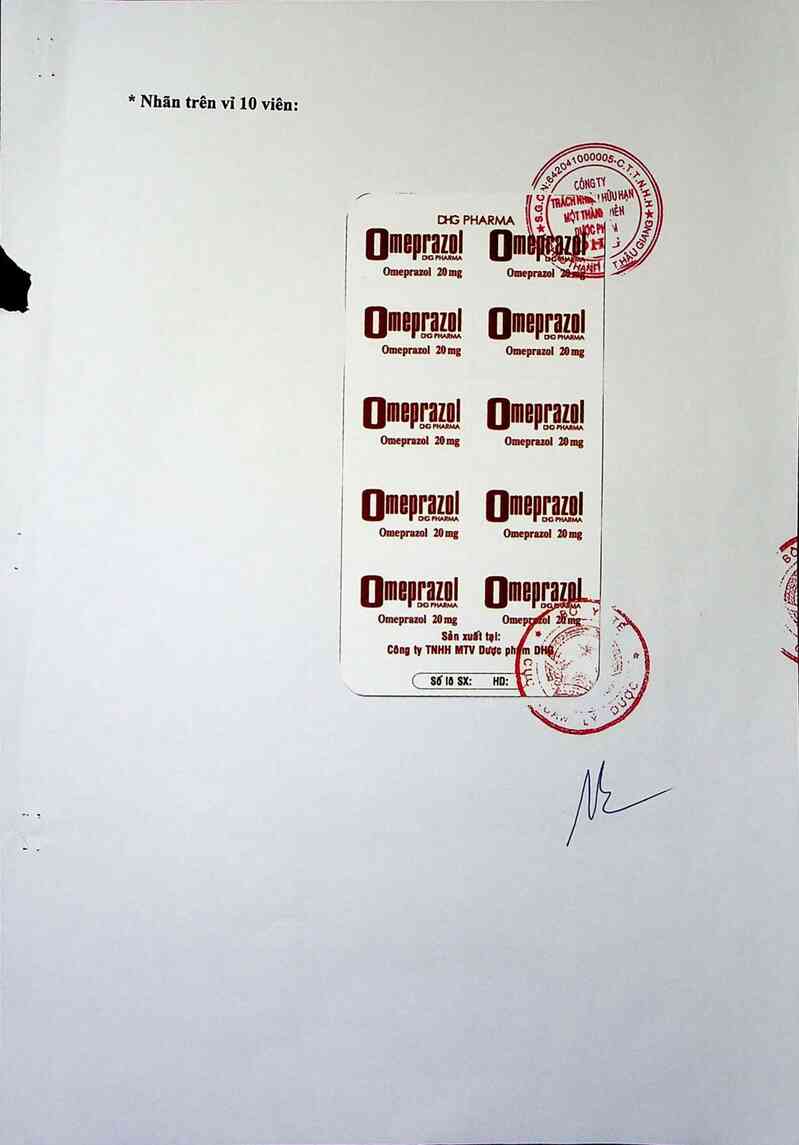 * Nhãn trên vỉ 10 viên:
S.G.C.N:642041000005-C.T.T.N.H.H
CÔNG TY
TRÁCH HỮU HẠN
MỘT THÀNH
T.HẬU GIANG
DHG PHARMA
Omeprazol Omeprazol
DHG PHARMA
Omeprazol 20 mg Omeprazol 20 mg
Omeprazol Omeprazol
DHG PHARMA DHG PHARMA
Omeprazol 20 mg Omeprazol 20 mg
Omeprazol Omeprazol
DHG PHARMA DHG PHARMA
Omeprazol 20 mg Omeprazol 20 mg
Omeprazol Omeprazol
DHG PHARMA DHG PHARMA
Omeprazol 20 mg Omeprazol 20 mg
Omeprazol Omeprazol
DHG PHARMA DHG PHARMA
Omeprazol 20 mg Omeprazol 20 mg
Sản xuất tại:
Công ty TNHH MTV Dược phẩm DHG
Số lô SX: HD:
BỘ Y TẾ
CỤC QUẢN LÝ DƯỢC